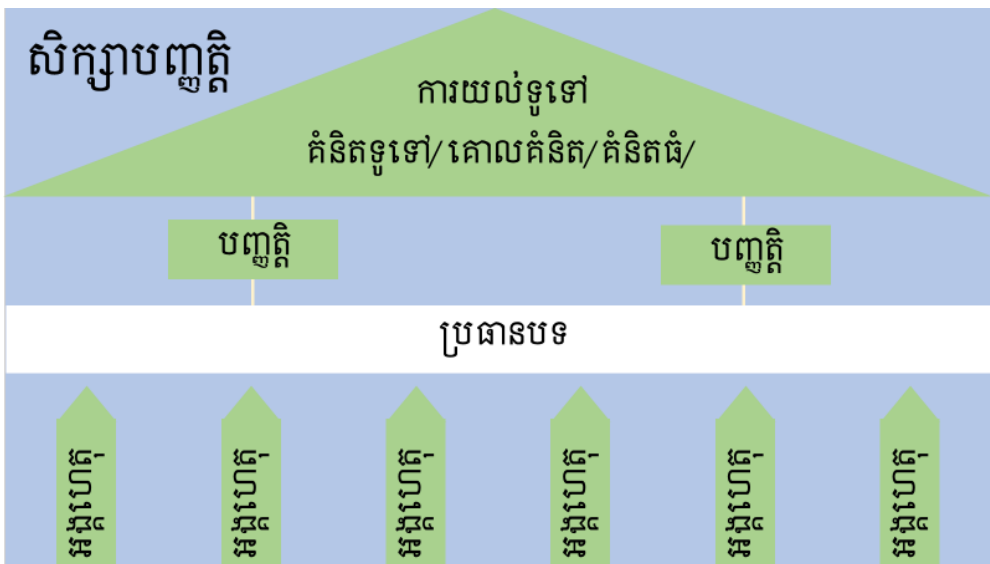 សិក្សាបញ្ញត្តិ
ការយល់ទូទៅ
គំនិតទូទៅ/គោលគំនិត/គំនិតធំ/
បញ្ញត្តិ
បញ្ញត្តិ
ប្រធានបទ
អង្គហេតុ
អង្គហេតុ
អង្គហេតុ
អង្គហេតុ
អង្គហេតុ
អង្គហេតុ